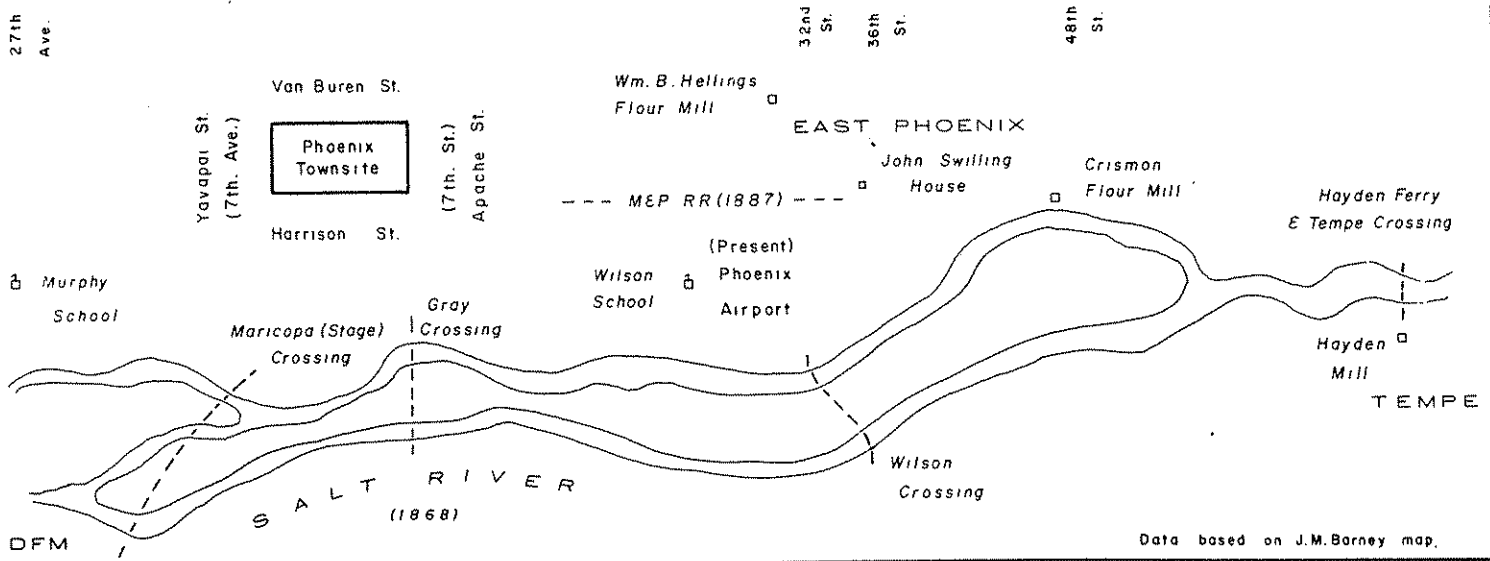 27th
Ave.
32nd
St.
36th
St.
48th
St.
Van Buren St.
Yavapai St.
(7th. Ave.)
Phoenix
Townsite
(7th. St.)
Apache St.
Harrison St.
Wm. B. Hellings
Flour Mill
EAST PHOENIX
John Swilling
House
Crismon
Flour Mill
--- M&P RR (1887) ---
Hayden Ferry
& Tempe Crossing
Murphy
School
Maricopa (Stage)
Crossing
Gray
Crossing
Wilson
School
(Present)
Phoenix
Airport
Hayden
Mill
TEMPE
Wilson
Crossing
SALT RIVER
(1868)
DFM
Data based on J.M. Barney map.